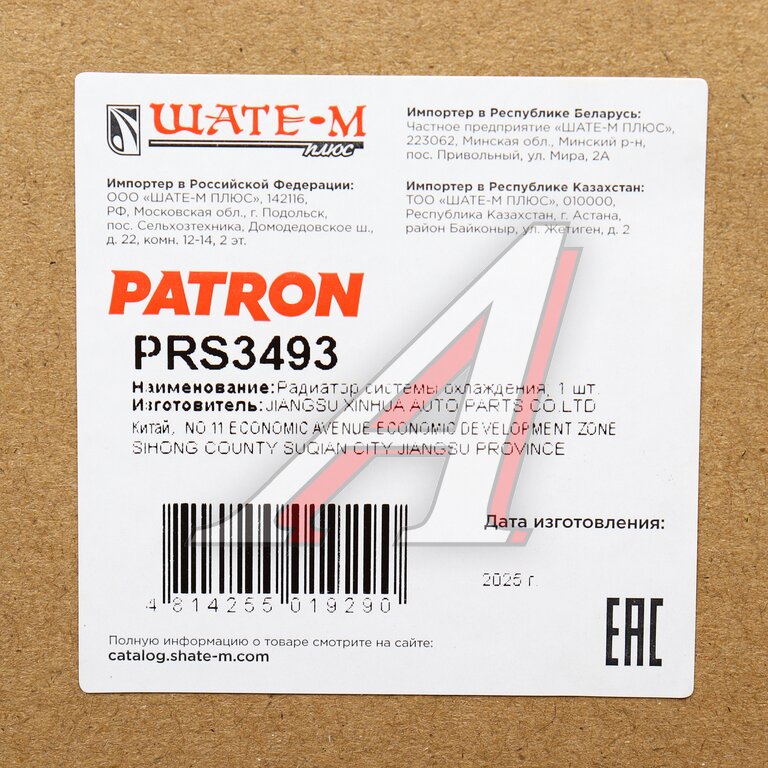 ШАТЕ-М
плюс
Импортер в Российской Федерации:
ООО «ШАТЕ-М ПЛЮС», 142116,
РФ, Московская обл., г. Подольск,
пос. Сельхозтехника, Домодедовское ш.,
д. 22, комн. 12-14, 2 эт.
Импортер в Республике Беларусь:
Частное предприятие «ШАТЕ-М ПЛЮС»,
223062, Минская обл., Минский р-н,
пос. Привольный, ул. Мира, 2А
Импортер в Республике Казахстан:
ТОО «ШАТЕ-М ПЛЮС», 010000,
Республика Казахстан, г. Астана,
район Байконыр, ул. Жетиген, д. 2
PATRON
PRS3493
Наименование: Радиатор системы охлаждения, 1 шт.
Изготовитель: JIANGSU XINHUA AUTO PARTS CO.LTD
Китай, NO 11 ECONOMIC AVENUE ECONOMIC DEVELOPMENT ZONE
SIHONG COUNTY SUQIAN CITY JIANGSU PROVINCE
Дата изготовления:
2025 г.
4 814255 019290
EAC
Полную информацию о товаре смотрите на сайте:
catalog.shate-m.com